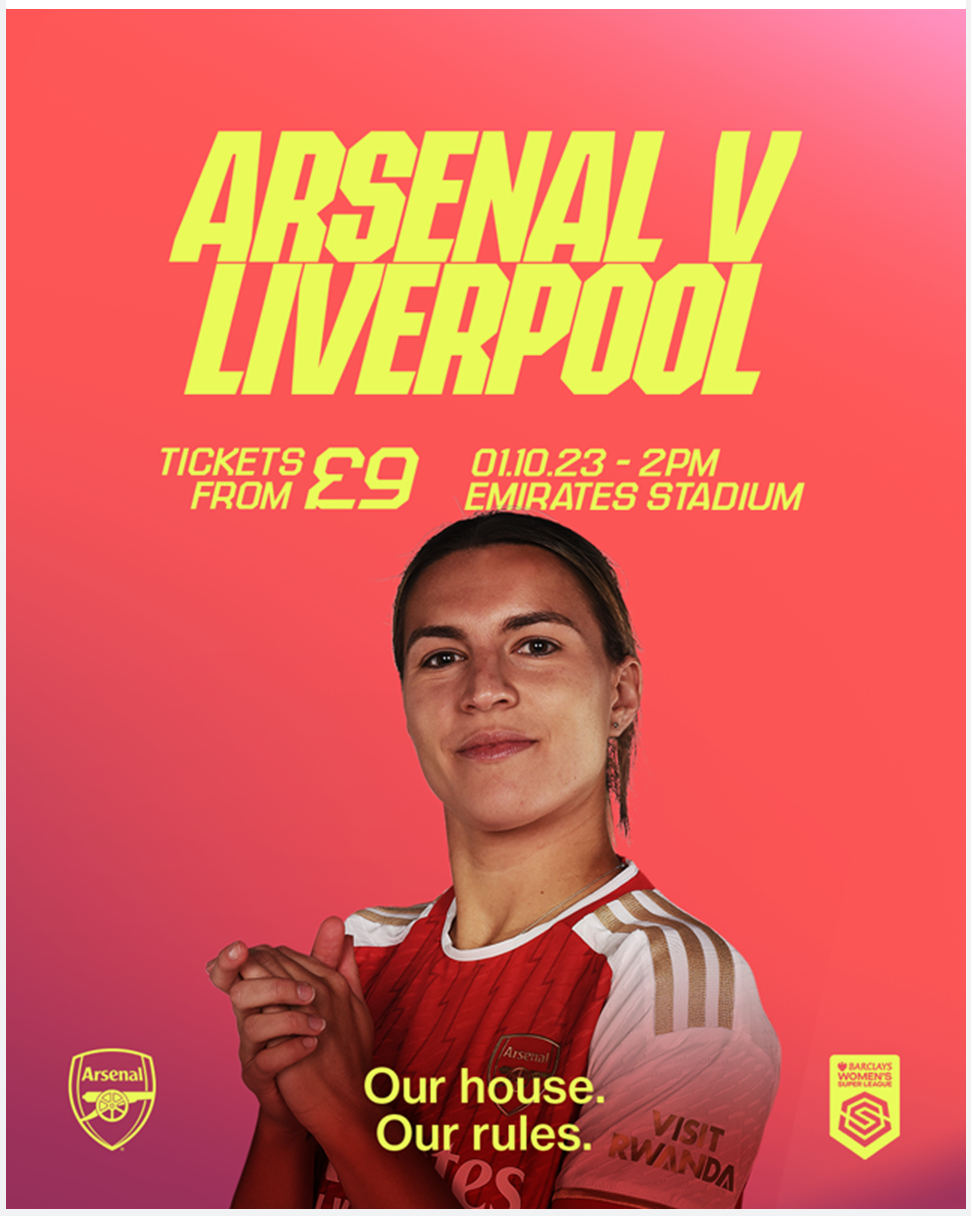 ARSENAL V
LIVERPOOL
TICKETS
FROM £9
01.10.23 - 2PM
EMIRATES STADIUM
Arsenal
Our house.
Our rules.
VISIT
RWANDA
Arsenal
BARCLAYS
WOMEN'S
SUPER LEAGUE